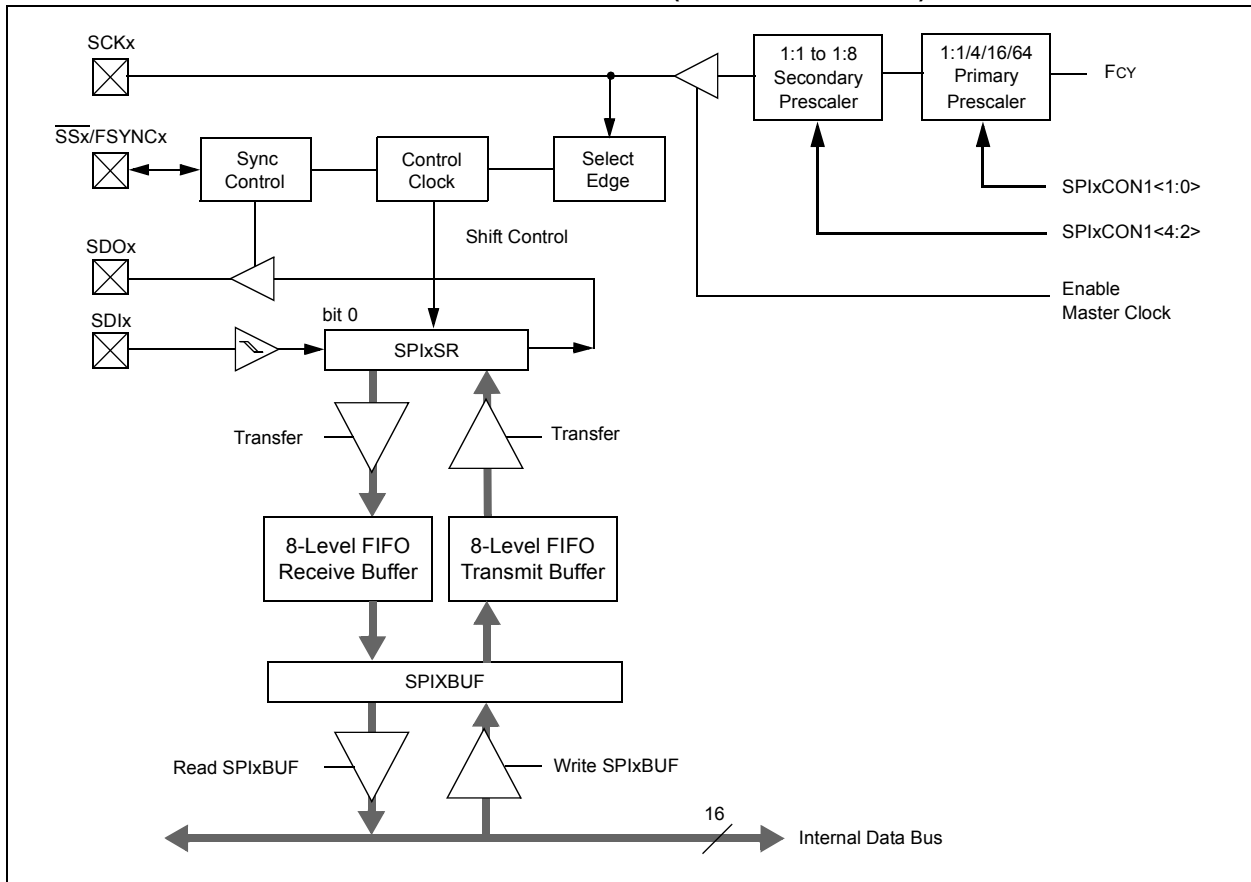 SCKx
1:1 to 1:8
Secondary
Prescaler
1:1/4/16/64
Primary
Prescaler
FCY
SSx/FSYNCx
Sync
Control
Control
Clock
Select
Edge
SPIxCON1<1:0>
Shift Control
SPIxCON1<4:2>
SDOx
Enable
Master Clock
bit 0
SDIx
SPIxSR
Transfer
Transfer
8-Level FIFO
Receive Buffer
8-Level FIFO
Transmit Buffer
SPIXBUF
Read SPIxBUF
Write SPIxBUF
16
Internal Data Bus